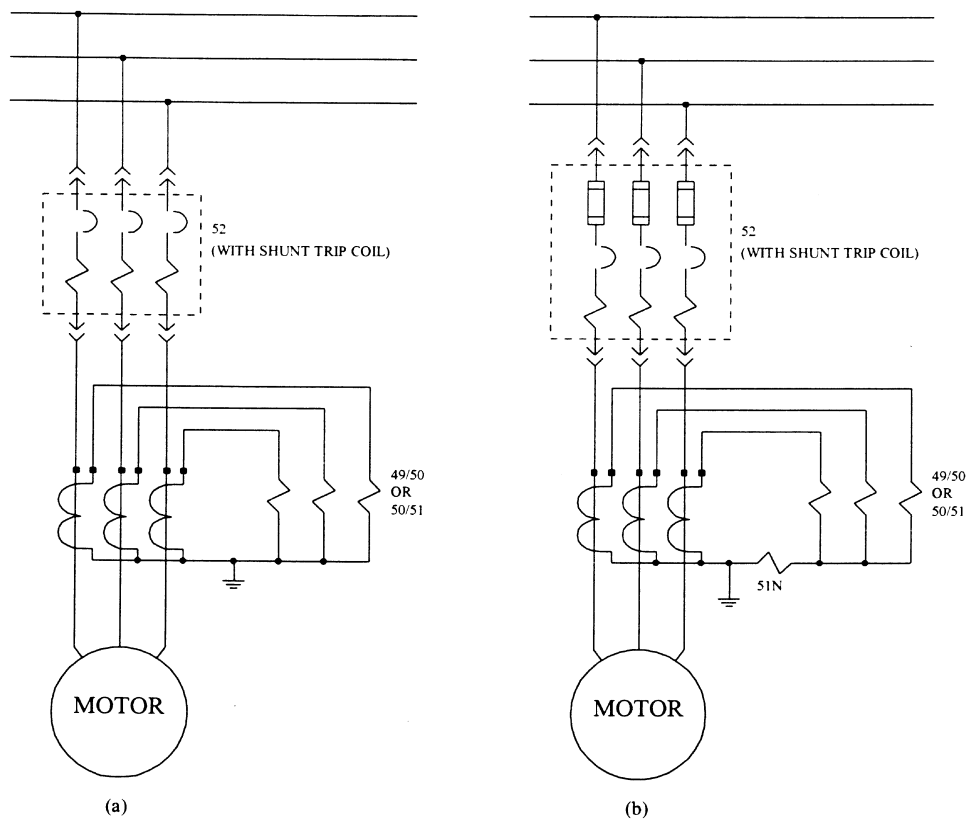 52
(WITH SHUNT TRIP COIL)
49/50
OR
50/51
MOTOR
(a)
52
(WITH SHUNT TRIP COIL)
49/50
OR
50/51
51N
MOTOR
(b)